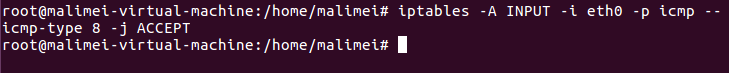 root@malimei-virtual-machine:/home/malimei# iptables -A INPUT -i eth0 -p icmp --
icmp-type 8 -j ACCEPT
root@malimei-virtual-machine:/home/malimei#